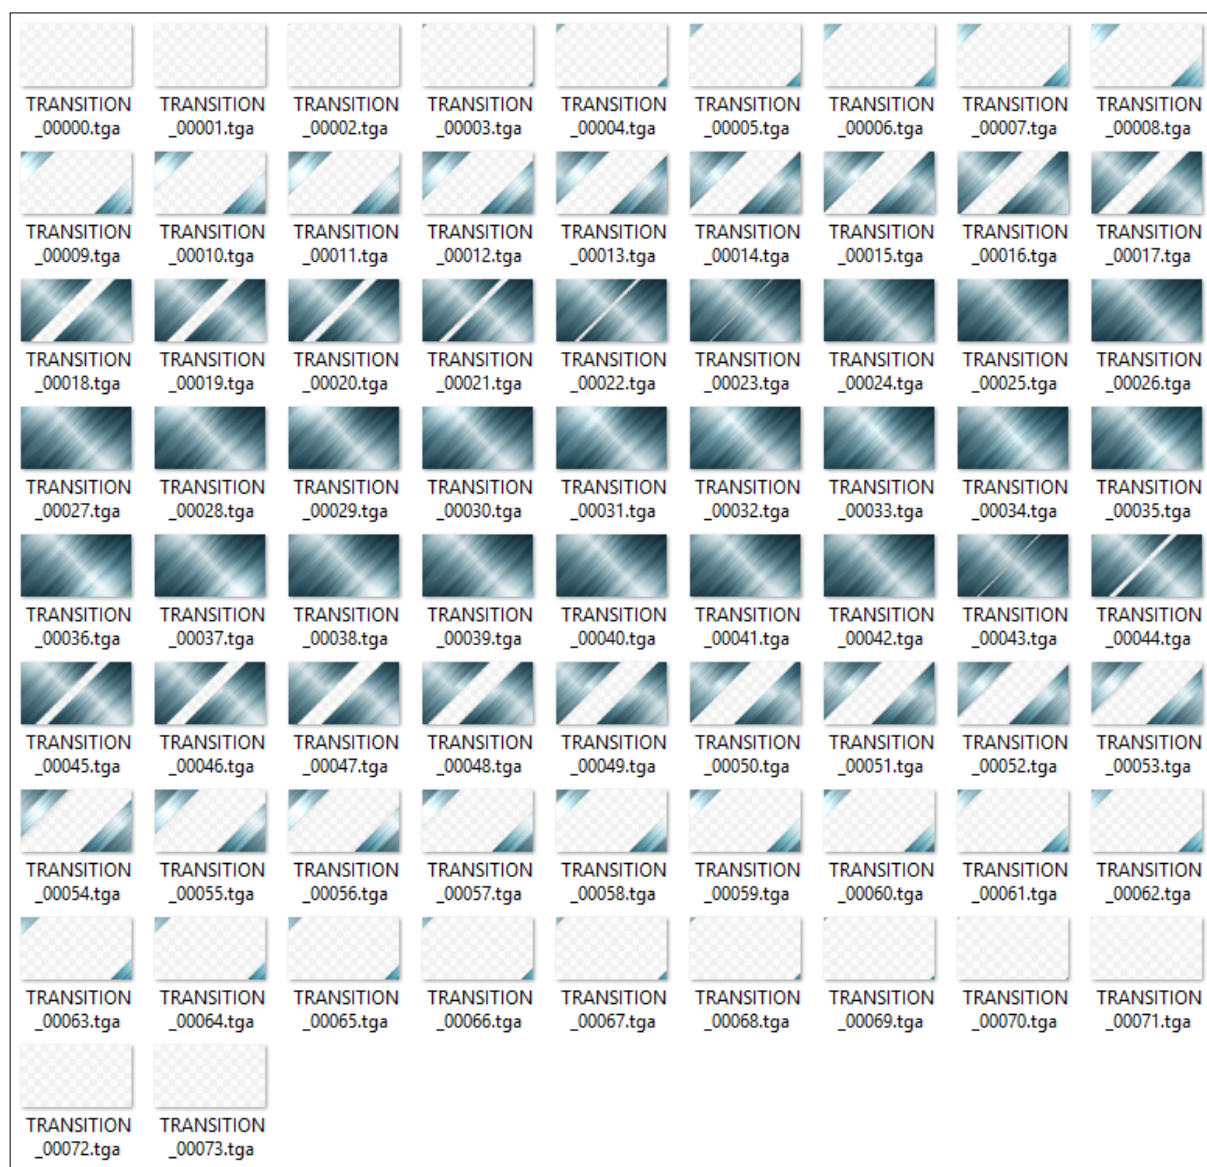 TRANSITION TRANSITION TRANSITION TRANSITION TRANSITION TRANSITION TRANSITION TRANSITION TRANSITION
_00000.tga _00001.tga _00002.tga _00003.tga _00004.tga _00005.tga _00006.tga _00007.tga _00008.tga
TRANSITION TRANSITION TRANSITION TRANSITION TRANSITION TRANSITION TRANSITION TRANSITION TRANSITION
_00009.tga _00010.tga _00011.tga _00012.tga _00013.tga _00014.tga _00015.tga _00016.tga _00017.tga
TRANSITION TRANSITION TRANSITION TRANSITION TRANSITION TRANSITION TRANSITION TRANSITION TRANSITION
_00018.tga _00019.tga _00020.tga _00021.tga _00022.tga _00023.tga _00024.tga _00025.tga _00026.tga
TRANSITION TRANSITION TRANSITION TRANSITION TRANSITION TRANSITION TRANSITION TRANSITION TRANSITION
_00027.tga _00028.tga _00029.tga _00030.tga _00031.tga _00032.tga _00033.tga _00034.tga _00035.tga
TRANSITION TRANSITION TRANSITION TRANSITION TRANSITION TRANSITION TRANSITION TRANSITION TRANSITION
_00036.tga _00037.tga _00038.tga _00039.tga _00040.tga _00041.tga _00042.tga _00043.tga _00044.tga
TRANSITION TRANSITION TRANSITION TRANSITION TRANSITION TRANSITION TRANSITION TRANSITION TRANSITION
_00045.tga _00046.tga _00047.tga _00048.tga _00049.tga _00050.tga _00051.tga _00052.tga _00053.tga
TRANSITION TRANSITION TRANSITION TRANSITION TRANSITION TRANSITION TRANSITION TRANSITION TRANSITION
_00054.tga _00055.tga _00056.tga _00057.tga _00058.tga _00059.tga _00060.tga _00061.tga _00062.tga
TRANSITION TRANSITION TRANSITION TRANSITION TRANSITION TRANSITION TRANSITION TRANSITION TRANSITION
_00063.tga _00064.tga _00065.tga _00066.tga _00067.tga _00068.tga _00069.tga _00070.tga _00071.tga
TRANSITION TRANSITION
_00072.tga _00073.tga